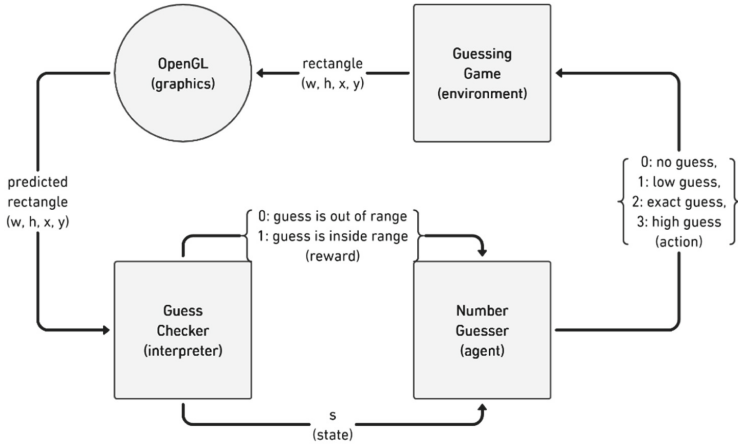 OpenGL
(graphics)
rectangle
(w, h, x, y)
Guessing
Game
(environment)
predicted
rectangle
(w, h, x, y)
0: no guess,
1: low guess,
2: exact guess,
3: high guess
(action)
0: guess is out of range
1: guess is inside range
(reward)
Guess
Checker
(interpreter)
Number
Guesser
(agent)
s
(state)